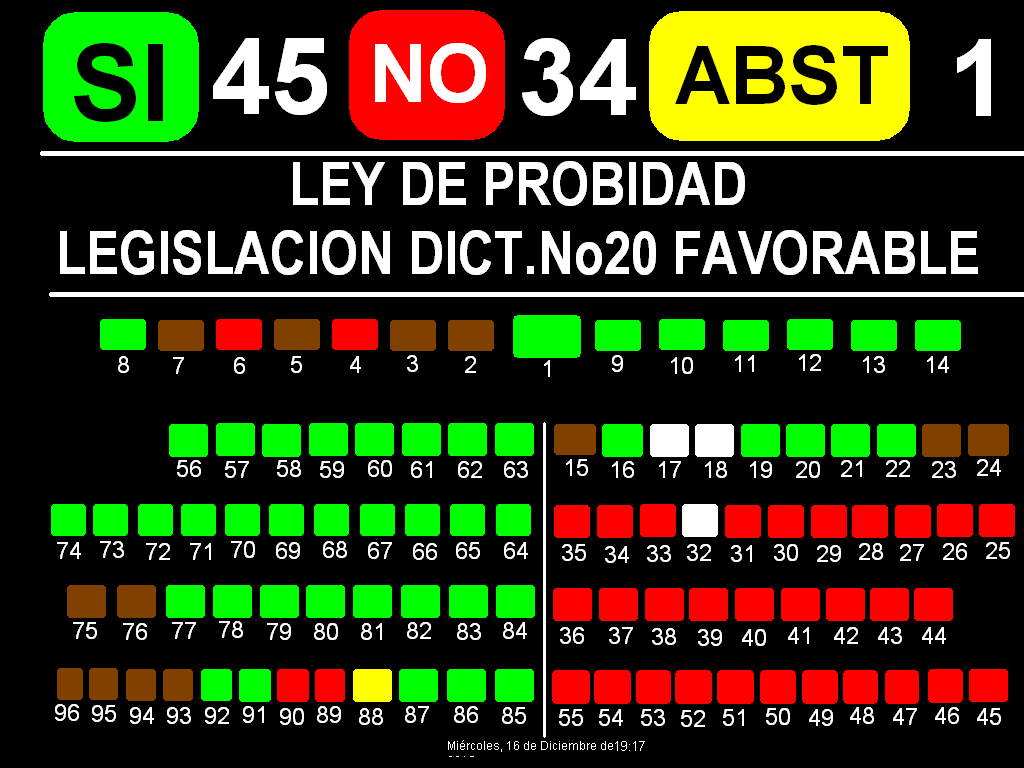 SI 45 NO 34 ABST 1
LEY DE PROBIDAD
LEGISLACION DICT.No20 FAVORABLE
8 7 6 5 4 3 2 1 9 10 11 12 13 14
56 57 58 59 60 61 62 63 15 16 17 18 19 20 21 22 23 24
74 73 72 71 70 69 68 67 66 65 64 35 34 33 32 31 30 29 28 27 26 25
75 76 77 78 79 80 81 82 83 84 36 37 38 39 40 41 42 43 44
96 95 94 93 92 91 90 89 88 87 86 85 55 54 53 52 51 50 49 48 47 46 45
Miércoles, 16 de Diciembre de19:17